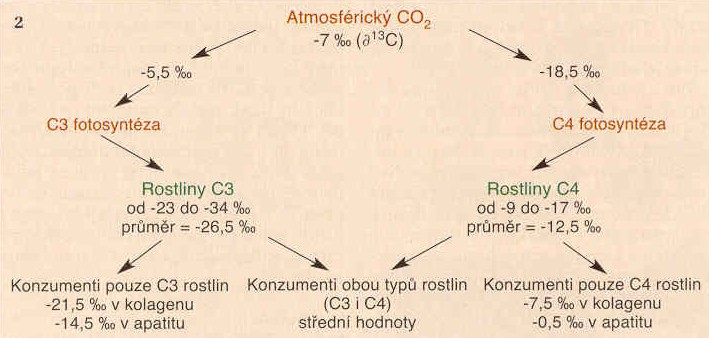 2
Atmosférický CO₂
-7 ‰ (∂¹³C)
-5,5 ‰
-18,5 ‰
C3 fotosyntéza
C4 fotosyntéza
Rostliny C3
od -23 do -34 ‰
průměr = -26,5 ‰
Rostliny C4
od -9 do -17 ‰
průměr = -12,5 ‰
Konzumenti pouze C3 rostlin
-21,5 ‰ v kolagenu
-14,5 ‰ v apatitu
Konzumenti obou typů rostlin
(C3 i C4)
střední hodnoty
Konzumenti pouze C4 rostlin
-7,5 ‰ v kolagenu
-0,5 ‰ v apatitu